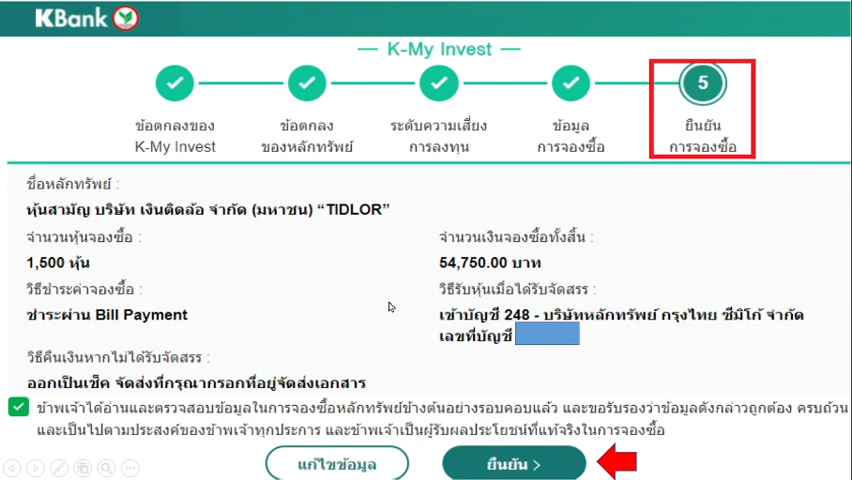 KBank
K-My Invest
5
ข้อตกลงของ
K-My Invest
ข้อตกลง
ของหลักทรัพย์
ระดับความเสี่ยง
การลงทุน
ข้อมูล
การจองซื้อ
ยืนยัน
การจองซื้อ
ชื่อหลักทรัพย์ :
หุ้นสามัญ บริษัท เงินติดล้อ จำกัด (มหาชน) “TIDLOR”
จำนวนหุ้นจองซื้อ :
1,500 หุ้น
จำนวนเงินจองซื้อทั้งสิ้น :
54,750.00 บาท
วิธีชำระค่าจองซื้อ :
ชำระผ่าน Bill Payment
วิธีรับหุ้นเมื่อได้รับจัดสรร :
เข้าบัญชี 248 - บริษัทหลักทรัพย์ กรุงไทย ซีมิโก้ จำกัด
เลขที่บัญชี
วิธีคืนเงินหากไม่ได้รับจัดสรร :
ออกเป็นเช็ค จัดส่งที่กรุณากรอกที่อยู่จัดส่งเอกสาร
ข้าพเจ้าได้อ่านและตรวจสอบข้อมูลในการจองซื้อหลักทรัพย์ข้างต้นอย่างรอบคอบแล้ว และขอรับรองว่าข้อมูลดังกล่าวถูกต้อง ครบถ้วน
และเป็นไปตามประสงค์ของข้าพเจ้าทุกประการ และข้าพเจ้าเป็นผู้รับผลประโยชน์ที่แท้จริงในการจองซื้อ
แก้ไขข้อมูล
ยืนยัน >